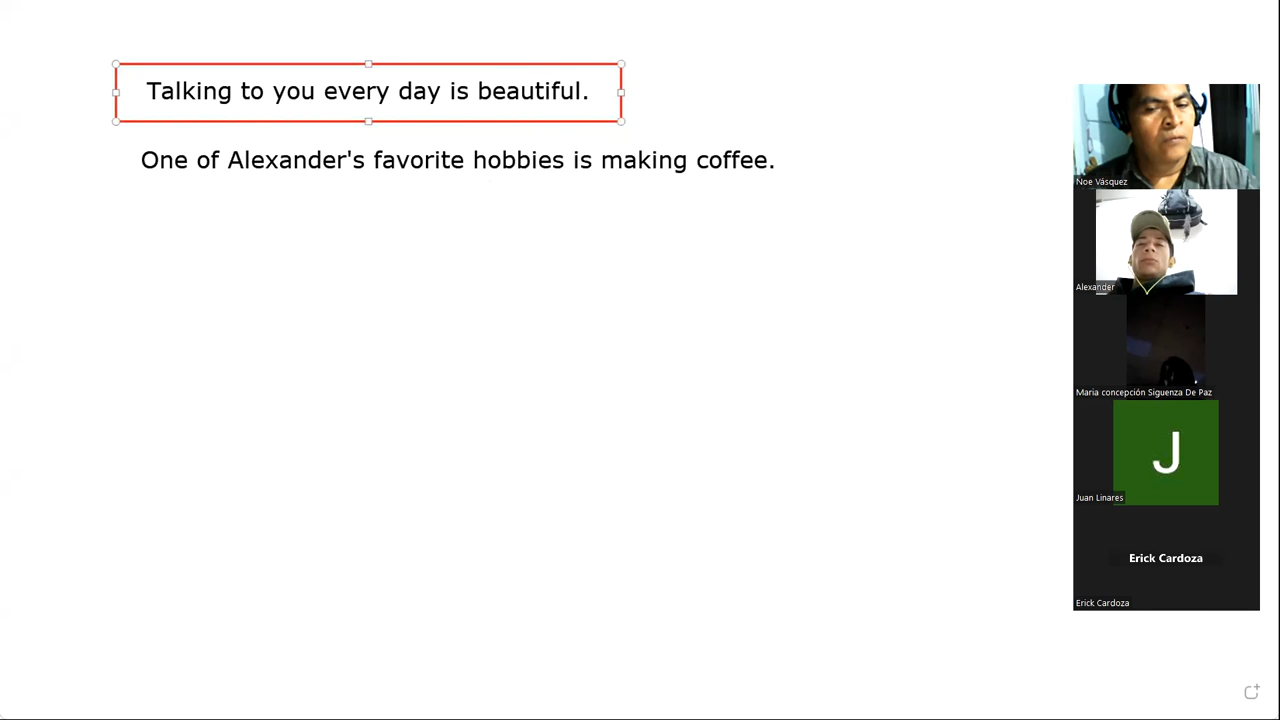 Talking to you every day is beautiful.
One of Alexander's favorite hobbies is making coffee.
Noe Vásquez
Alexander
Maria concepción Siguenza De Paz
J
Juan Linares
Erick Cardoza
Erick Cardoza